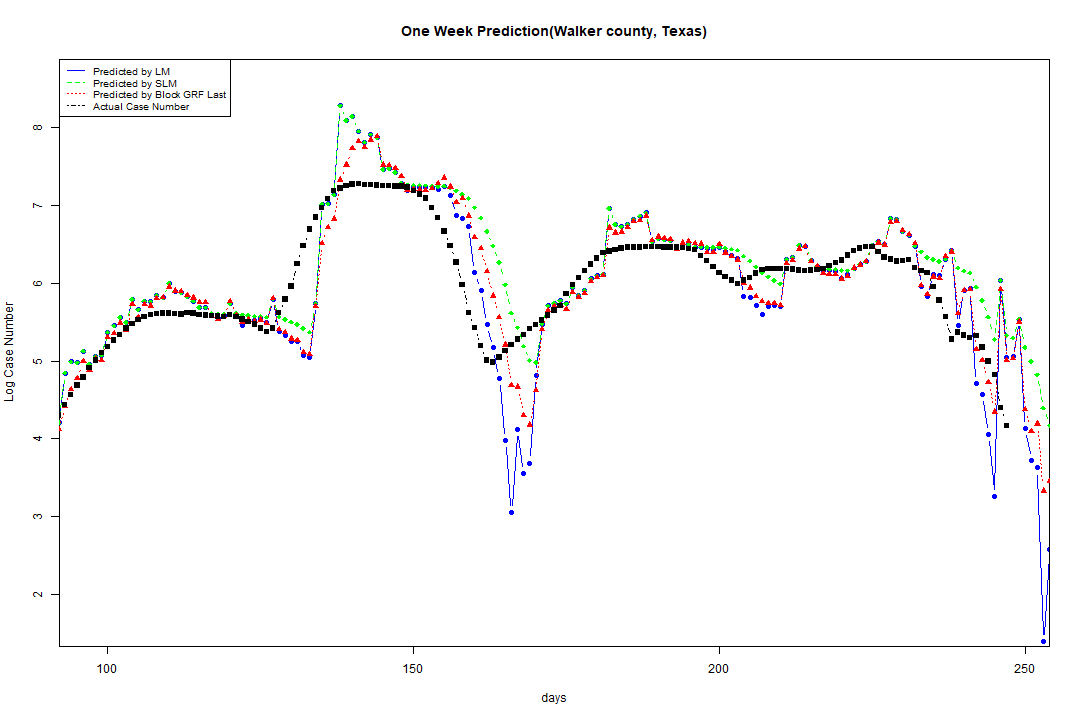 One Week Prediction(Walker county, Texas)
Predicted by LM
Predicted by SLM
Predicted by Block GRF Last
Actual Case Number
Log Case Number
8
7
6
5
4
3
2
100 150 200 250
days